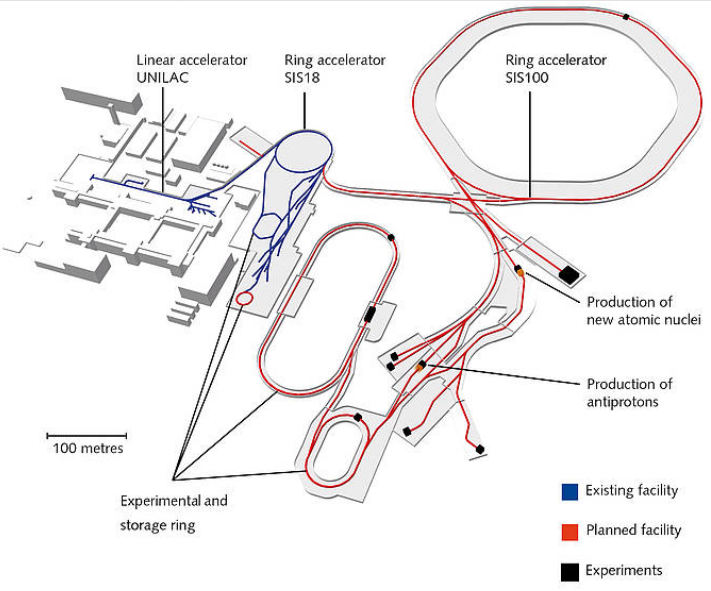 Linear accelerator
UNILAC
Ring accelerator
SIS18
Ring accelerator
SIS100
Production of
new atomic nuclei
Production of
antiprotons
100 metres
Experimental and
storage ring
Existing facility
Planned facility
Experiments